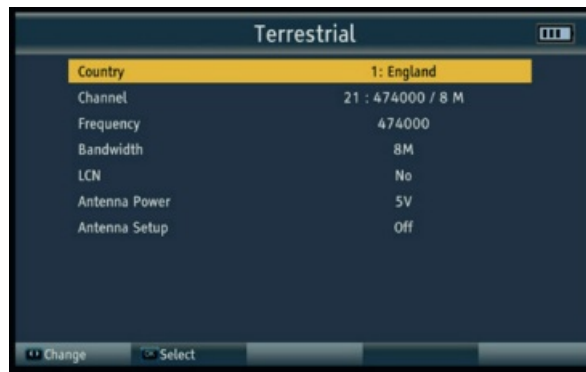 Terrestrial
Country 1: England
Channel 21 : 474000 / 8 M
Frequency 474000
Bandwidth 8M
LCN No
Antenna Power 5V
Antenna Setup Off
Change Select